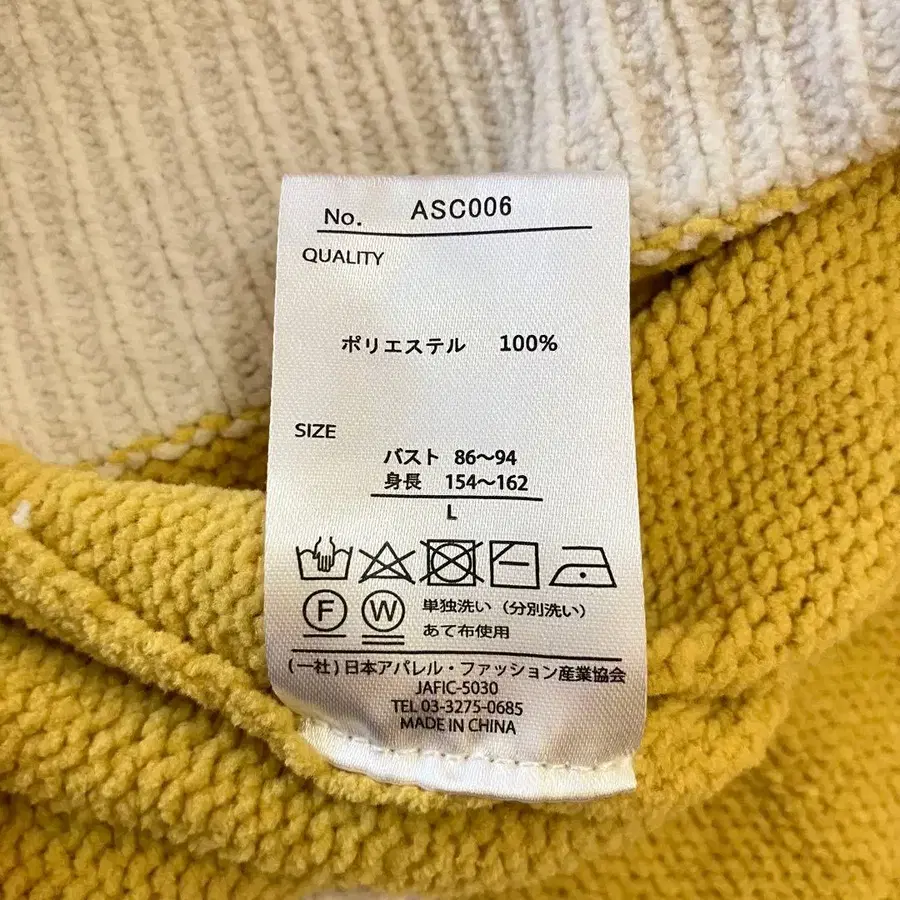 No. ASC006
QUALITY
ポリエステル 100%
SIZE
バスト 86～94
身長 154～162
L
F W 単独洗い（分別洗い）
あて布使用
(一社)日本アパレル・ファッション産業協会
JAFIC-5030
TEL 03-3275-0685
MADE IN CHINA